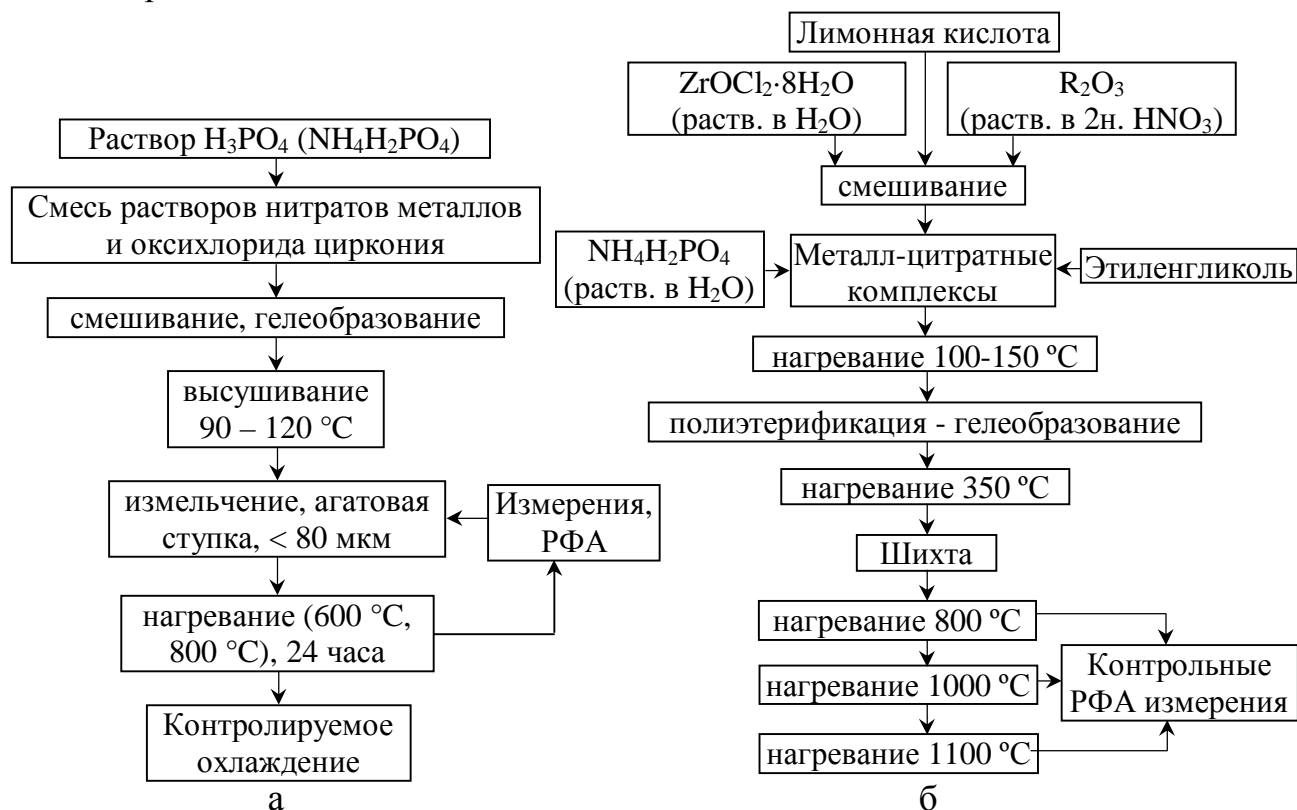 Раствор H₃PO₄ (NH₄H₂PO₄)
Смесь растворов нитратов металлов
и оксихлорида циркония
смешивание, гелеобразование
высушивание
90 – 120 °C
измельчение, агатовая
ступка, < 80 мкм
Измерения,
РФА
нагревание (600 °C,
800 °C), 24 часа
Контролируемое
охлаждение
а
Лимонная кислота
ZrOCl₂·8H₂O
(раств. в H₂O)
R₂O₃
(раств. в 2н. HNO₃)
смешивание
NH₄H₂PO₄
(раств. в H₂O)
Металл-цитратные
комплексы
Этиленгликоль
нагревание 100-150 ºC
полиэтерификация - гелеобразование
нагревание 350 ºC
Шихта
нагревание 800 ºC
нагревание 1000 ºC
Контрольные
РФА измерения
нагревание 1100 ºC
б